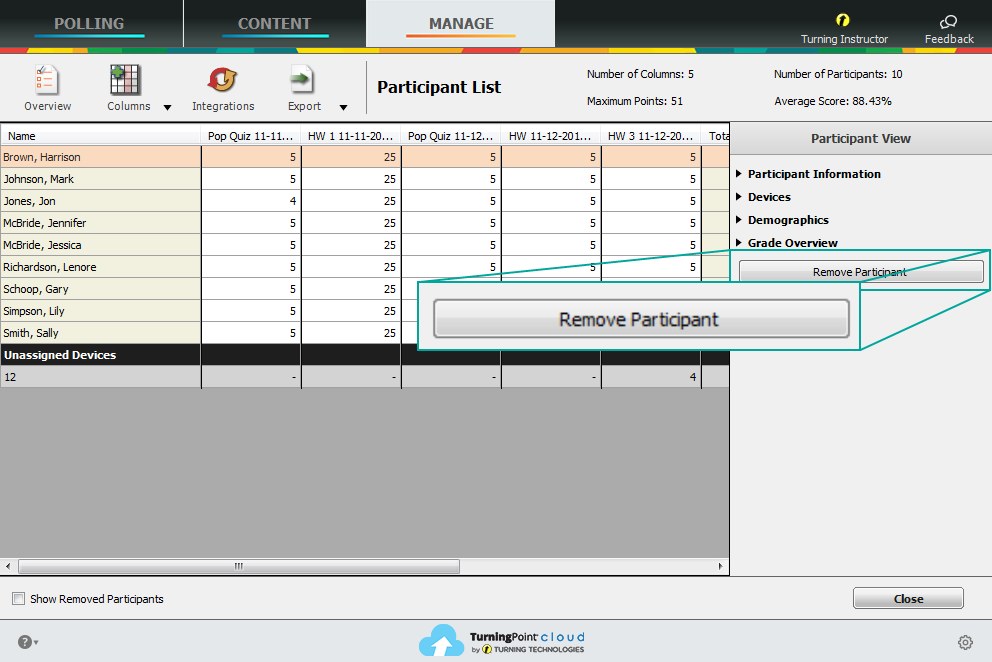 POLLING CONTENT MANAGE
Turning Instructor Feedback
Overview Columns Integrations Export
Participant List
Number of Columns: 5 Number of Participants: 10
Maximum Points: 51 Average Score: 88.43%
Name Pop Quiz 11-11... HW 1 11-11-20... Pop Quiz 11-12... HW 11-12-201... HW 3 11-12-20... Tota
Brown, Harrison 5 25 5 5 5
Johnson, Mark 5 25 5 5 5
Jones, Jon 4 25 5 5 5
McBride, Jennifer 5 25 5 5 5
McBride, Jessica 5 25 5 5 5
Richardson, Lenore 5 25 5 5 5
Schoop, Gary 5 25
Simpson, Lily 5 25
Smith, Sally 5 25
Unassigned Devices
12 - - - - 4
Participant View
Participant Information
Devices
Demographics
Grade Overview
Remove Participant
Remove Participant
Show Removed Participants
Close
?
TurningPoint cloud
by TURNING TECHNOLOGIES